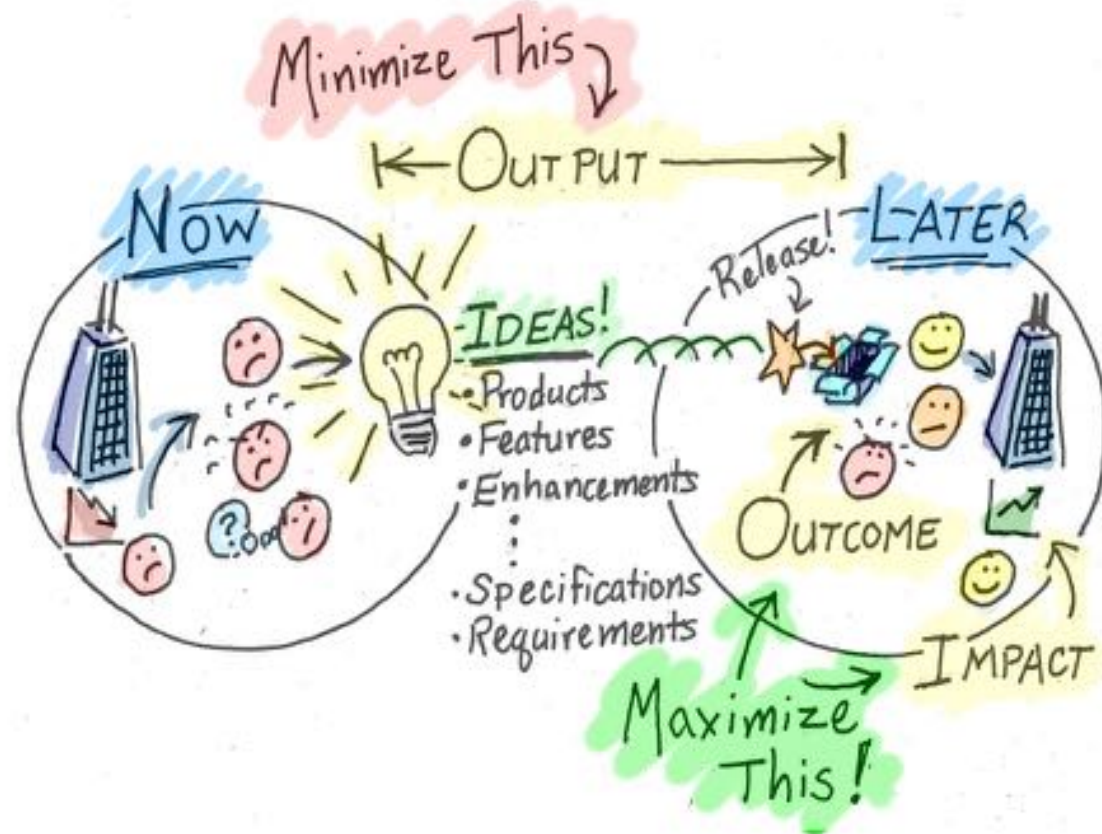 Minimize This
OUTPUT
NOW
LATER
Release!
IDEAS!
• Products
• Features
• Enhancements
?
• Specifications
• Requirements
OUTCOME
IMPACT
Maximize
This!